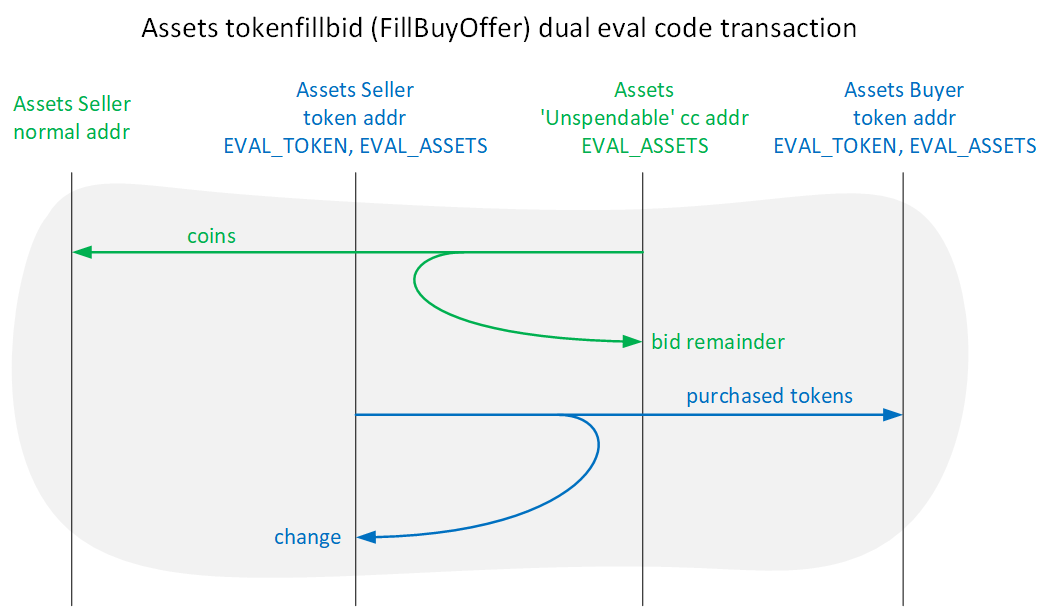 Assets tokenfillbid (FillBuyOffer) dual eval code transaction
Assets Seller
normal addr
Assets Seller
token addr
EVAL_TOKEN, EVAL_ASSETS
Assets
'Unspendable' cc addr
EVAL_ASSETS
Assets Buyer
token addr
EVAL_TOKEN, EVAL_ASSETS
coins
bid remainder
purchased tokens
change